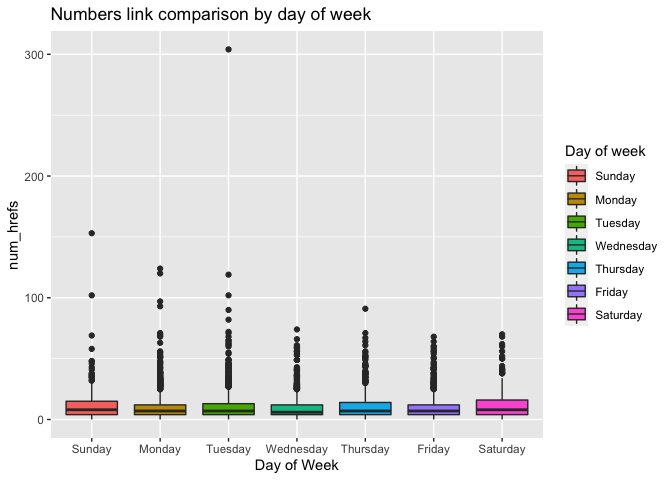 Numbers link comparison by day of week
300
200
100
0
num_hrefs
Sunday Monday Tuesday Wednesday Thursday Friday Saturday
Day of Week
Day of week
Sunday
Monday
Tuesday
Wednesday
Thursday
Friday
Saturday